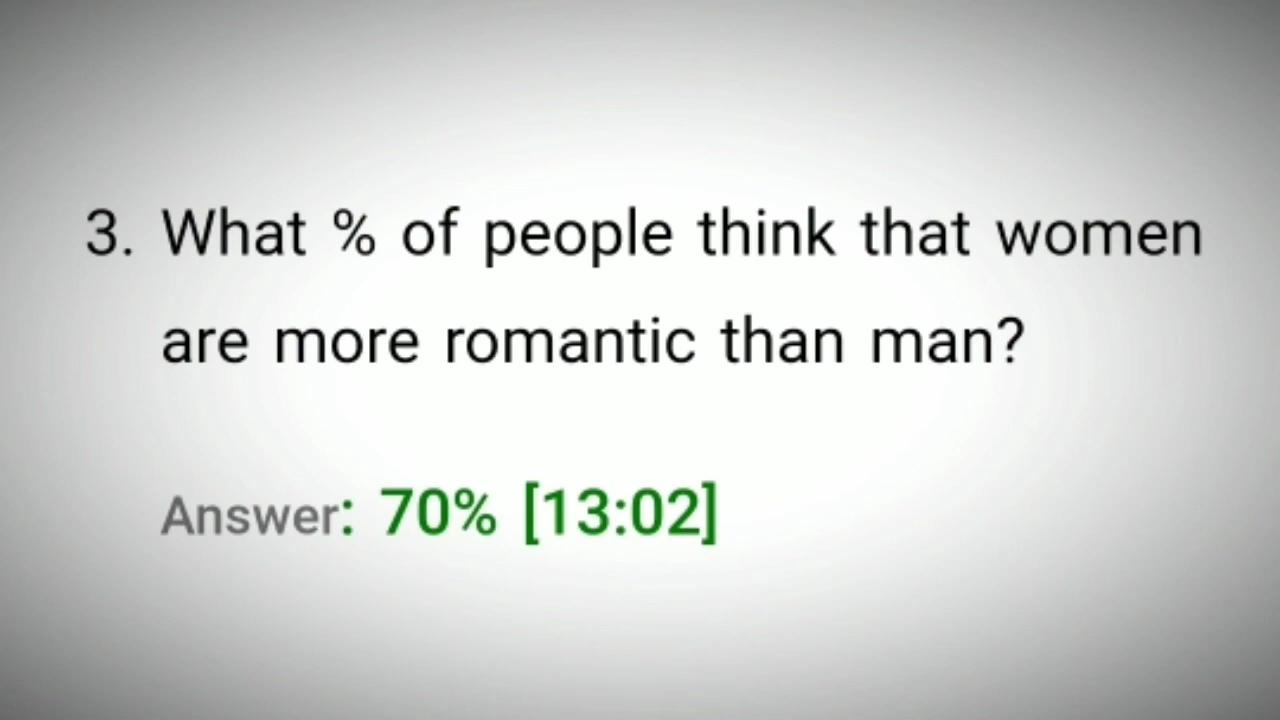 3. What % of people think that women
are more romantic than man?
Answer: 70% [13:02]